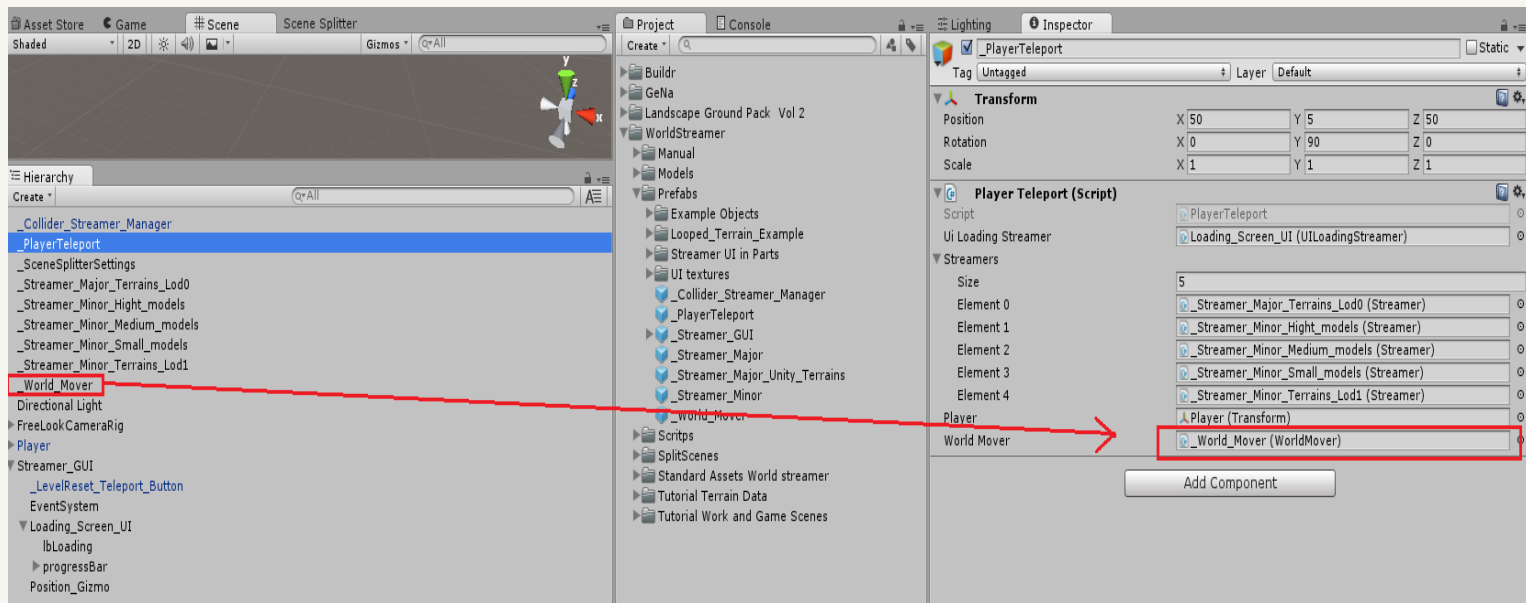 Asset Store Game Scene Scene Splitter
Shaded 2D Gizmos All
y
z
x
Hierarchy
Create All
_Collider_Streamer_Manager
_PlayerTeleport
_SceneSplitterSettings
_Streamer_Major_Terrains_Lod0
_Streamer_Minor_Hight_models
_Streamer_Minor_Medium_models
_Streamer_Minor_Small_models
_Streamer_Minor_Terrains_Lod1
_World_Mover
Directional Light
FreeLookCameraRig
Player
Streamer_GUI
_LevelReset_Teleport_Button
EventSystem
Loading_Screen_UI
lbLoading
progressBar
Position_Gizmo
Project Console
Create
Buildr
GeNa
Landscape Ground Pack Vol 2
WorldStreamer
Manual
Models
Prefabs
Example Objects
Looped_Terrain_Example
Streamer UI in Parts
UI textures
_Collider_Streamer_Manager
_PlayerTeleport
_Streamer_GUI
_Streamer_Major
_Streamer_Major_Unity_Terrains
_Streamer_Minor
_World_Mover
Scritps
SplitScenes
Standard Assets World streamer
Tutorial Terrain Data
Tutorial Work and Game Scenes
Lighting Inspector
_PlayerTeleport Static
Tag Untagged Layer Default
Transform
Position X 50 Y 5 Z 50
Rotation X 0 Y 90 Z 0
Scale X 1 Y 1 Z 1
Player Teleport (Script)
Script PlayerTeleport
Ui Loading Streamer Loading_Screen_UI (UILoadingStreamer)
Streamers
Size 5
Element 0 _Streamer_Major_Terrains_Lod0 (Streamer)
Element 1 _Streamer_Minor_Hight_models (Streamer)
Element 2 _Streamer_Minor_Medium_models (Streamer)
Element 3 _Streamer_Minor_Small_models (Streamer)
Element 4 _Streamer_Minor_Terrains_Lod1 (Streamer)
Player Player (Transform)
World Mover _World_Mover (WorldMover)
Add Component